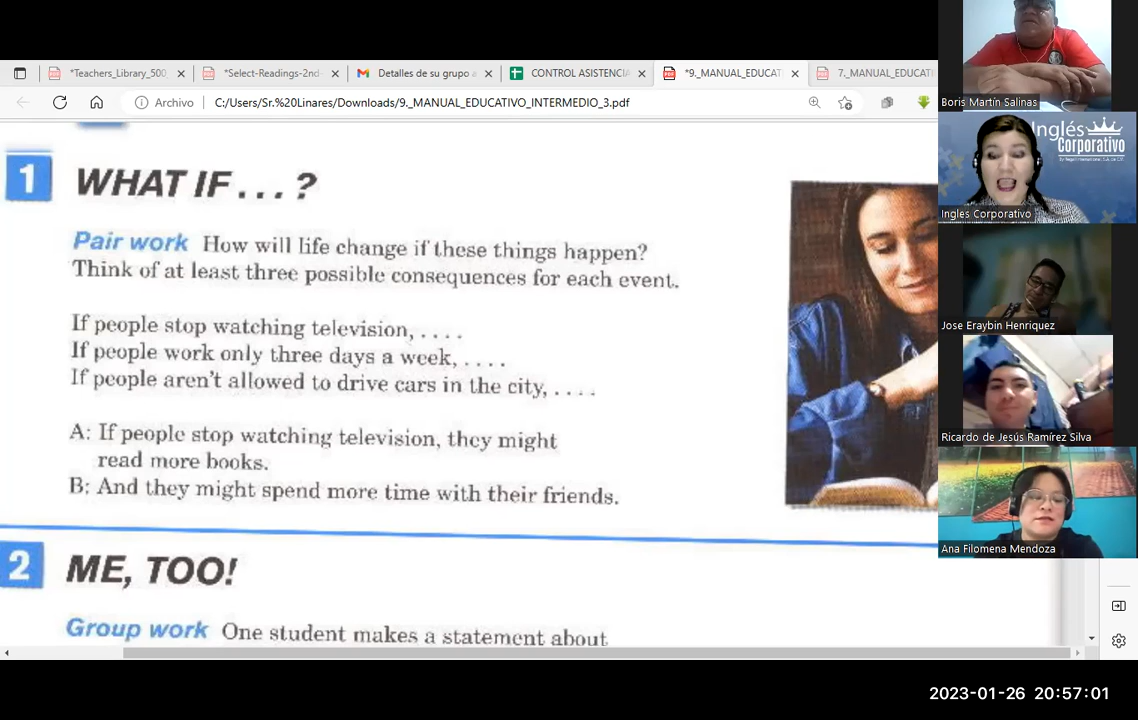 *Teachers_Library_500
*Select-Readings-2nd-
Detalles de su grupo a
CONTROL ASISTENCIA
*9._MANUAL_EDUCAT
7._MANUAL_EDUCATI
Archivo
C:/Users/Sr.%20Linares/Downloads/9._MANUAL_EDUCATIVO_INTERMEDIO_3.pdf
1 WHAT IF . . . ?
Pair work How will life change if these things happen?
Think of at least three possible consequences for each event.
If people stop watching television, . . . .
If people work only three days a week, . . . .
If people aren't allowed to drive cars in the city, . . . .
A: If people stop watching television, they might
read more books.
B: And they might spend more time with their friends.
2 ME, TOO!
Group work One student makes a statement about
Boris Martín Salinas
Inglés
Corporativo
Ingles Corporativo
Jose Eraybin Henriquez
Ricardo de Jesús Ramírez Silva
Ana Filomena Mendoza
2023-01-26 20:57:01